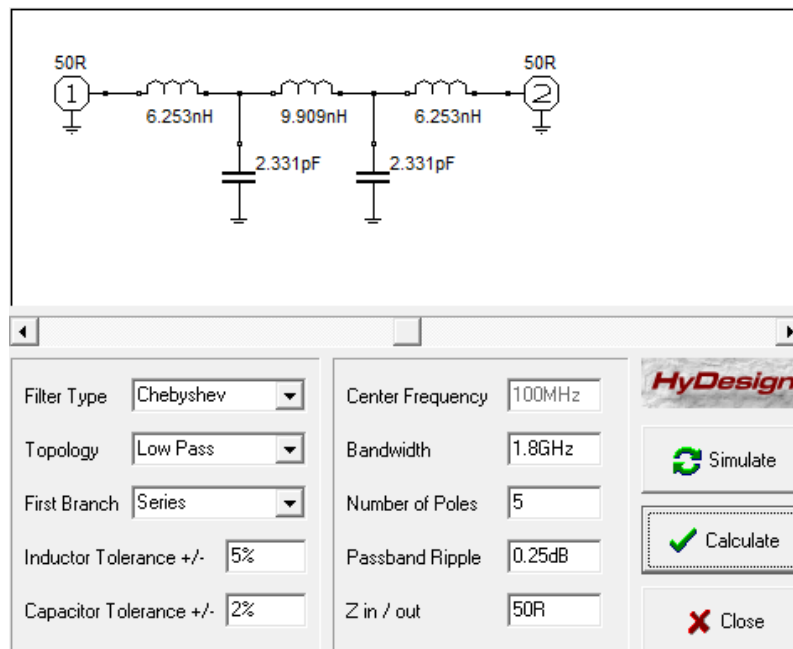 50R 50R
1 2
6.253nH 9.909nH 6.253nH
2.331pF 2.331pF
Filter Type Chebyshev
Topology Low Pass
First Branch Series
Inductor Tolerance +/- 5%
Capacitor Tolerance +/- 2%
Center Frequency 100MHz
Bandwidth 1.8GHz
Number of Poles 5
Passband Ripple 0.25dB
Z in / out 50R
HyDesign
Simulate
Calculate
Close